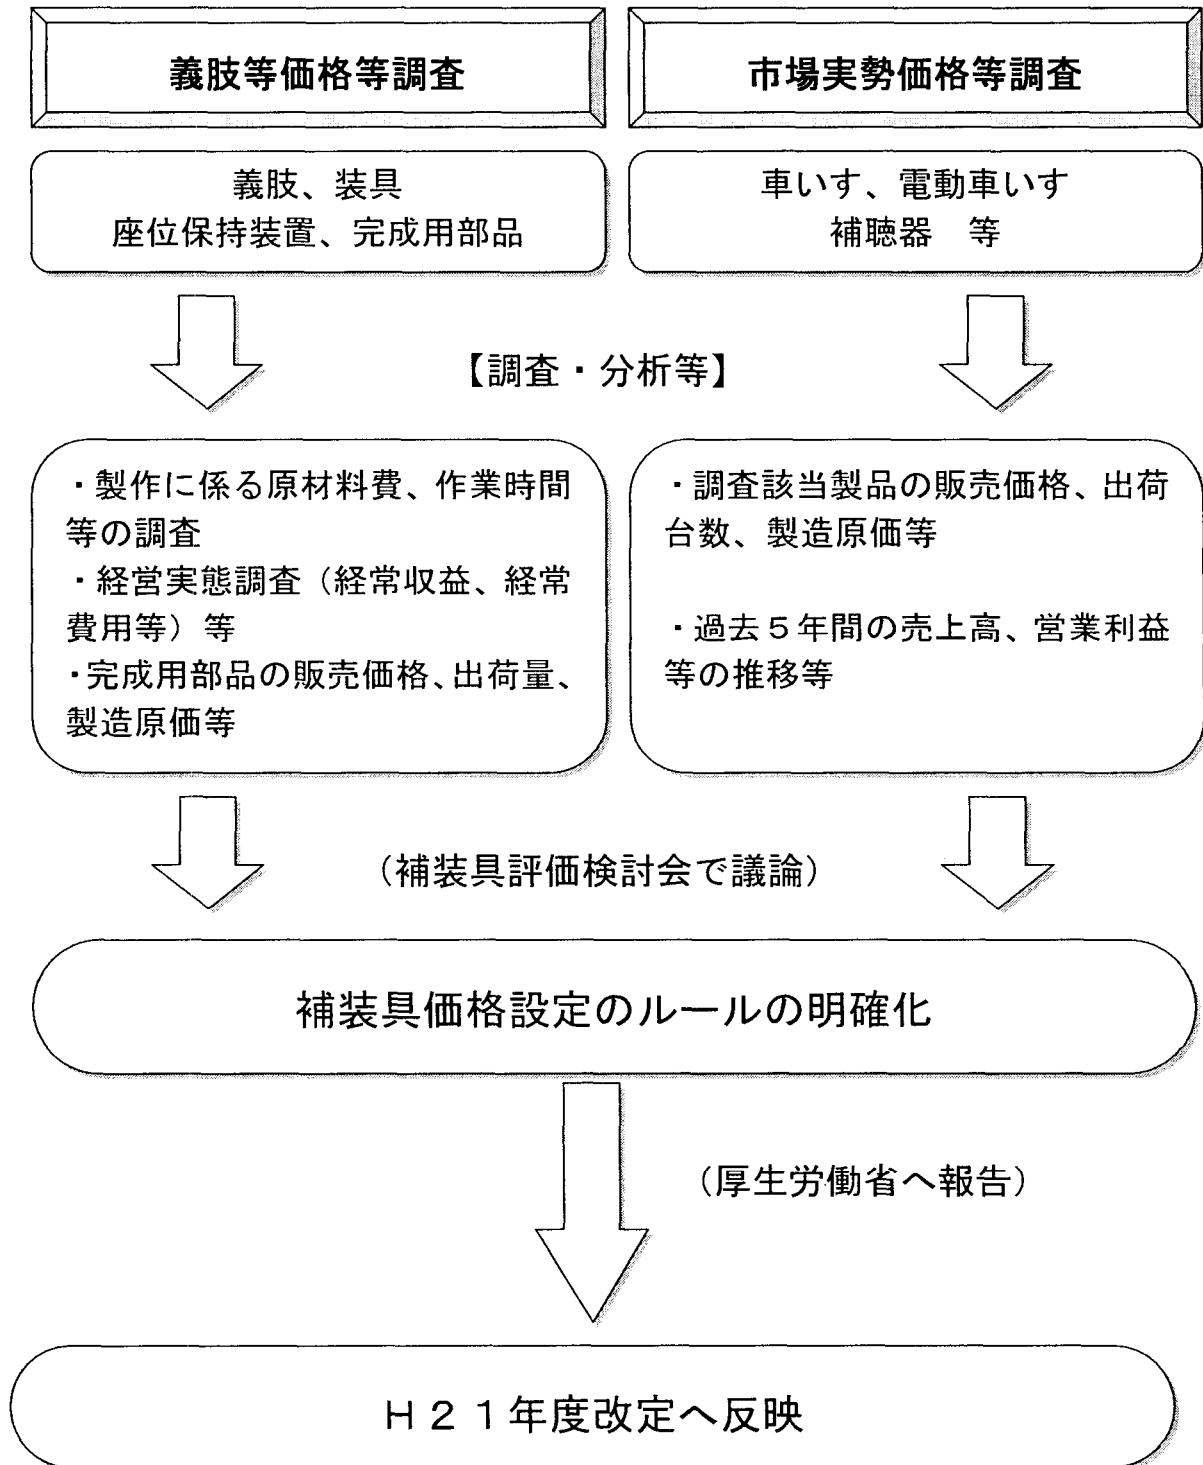 義肢等価格等調査
市場実勢価格等調査
義肢、装具
座位保持装置、完成用部品
車いす、電動車いす
補聴器　等
【調査・分析等】
・製作に係る原材料費、作業時間
等の調査
・経営実態調査（経常収益、経常
費用等）等
・完成用部品の販売価格、出荷量、
製造原価等
・調査該当製品の販売価格、出荷
台数、製造原価等
・過去５年間の売上高、営業利益
等の推移等
（補装具評価検討会で議論）
補装具価格設定のルールの明確化
（厚生労働省へ報告）
Ｈ２１年度改定へ反映